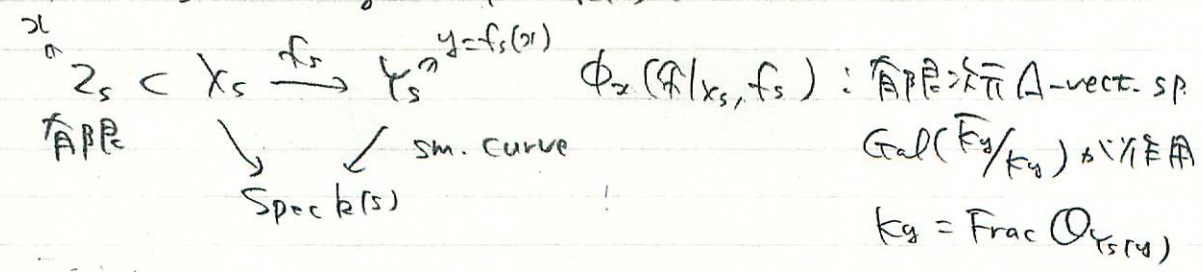 x
Z_s ⊂ X_s →^{f_s} Y_s ∋ y=f_s(x) φ_x(F|_{X_s}, f_s) : 有限次元 Λ-vect. sp.
有限 ↘ ↙ sm. curve Gal(K̄_y/K_y) が作用
Spec k(s)
K_y = Frac O_{Y_s,(y)}